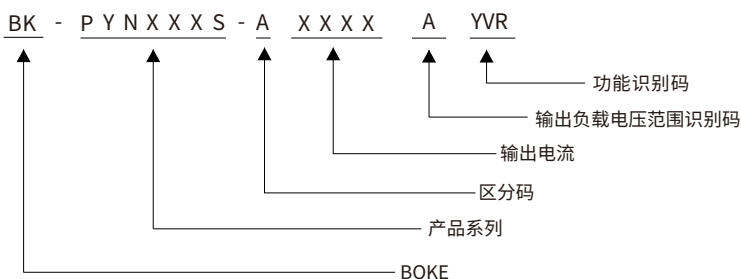 BK - PYNXXXS - A XXXX A YVR
功能识别码
输出负载电压范围识别码
输出电流
区分码
产品系列
BOKE